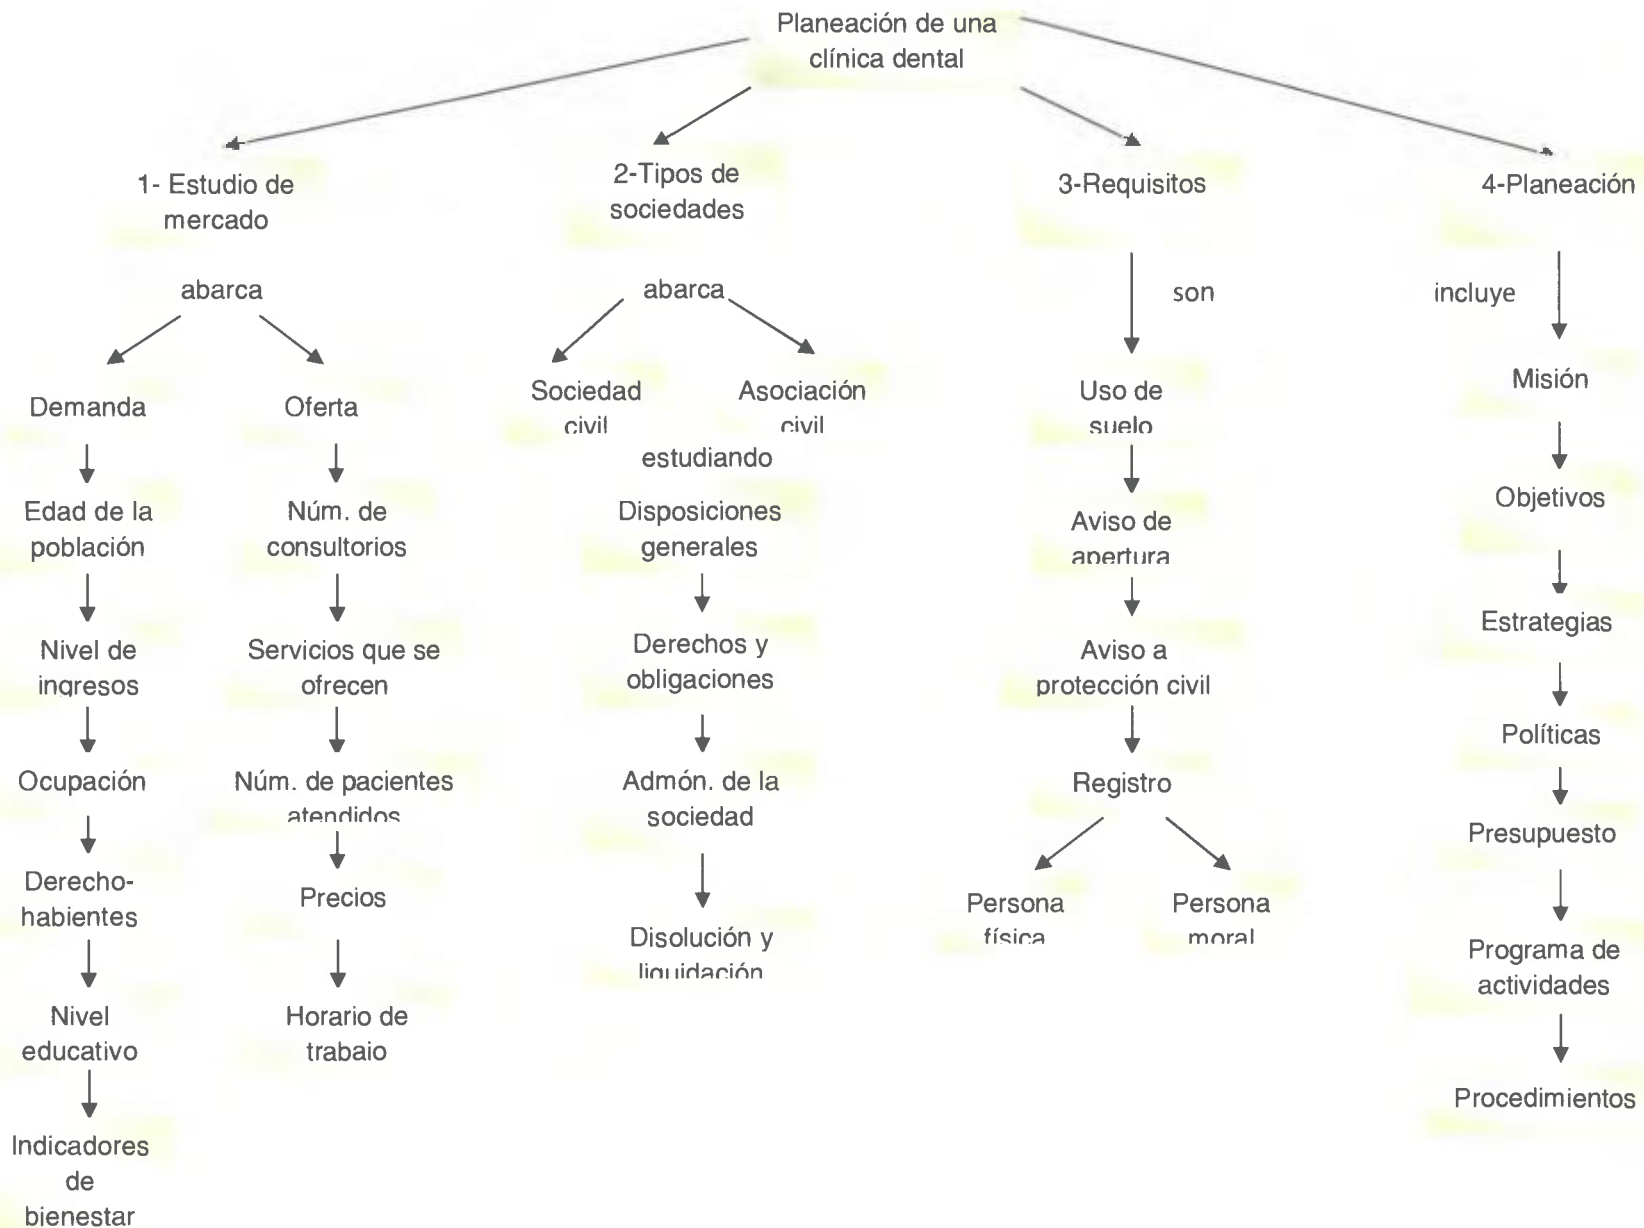 Planeación de una
clínica dental
1- Estudio de
mercado
abarca
Demanda
Edad de la
población
Nivel de
ingresos
Ocupación
Derecho-
habientes
Nivel
educativo
Indicadores
de
bienestar
Oferta
Núm. de
consultorios
Servicios que se
ofrecen
Núm. de pacientes
atendidos
Precios
Horario de
trabajo
2-Tipos de
sociedades
abarca
Sociedad
civil
Asociación
civil
estudiando
Disposiciones
generales
Derechos y
obligaciones
Admón. de la
sociedad
Disolución y
liquidación
3-Requisitos
son
Uso de
suelo
Aviso de
apertura
Aviso a
protección civil
Registro
Persona
física
Persona
moral
4-Planeación
incluye
Misión
Objetivos
Estrategias
Políticas
Presupuesto
Programa de
actividades
Procedimientos